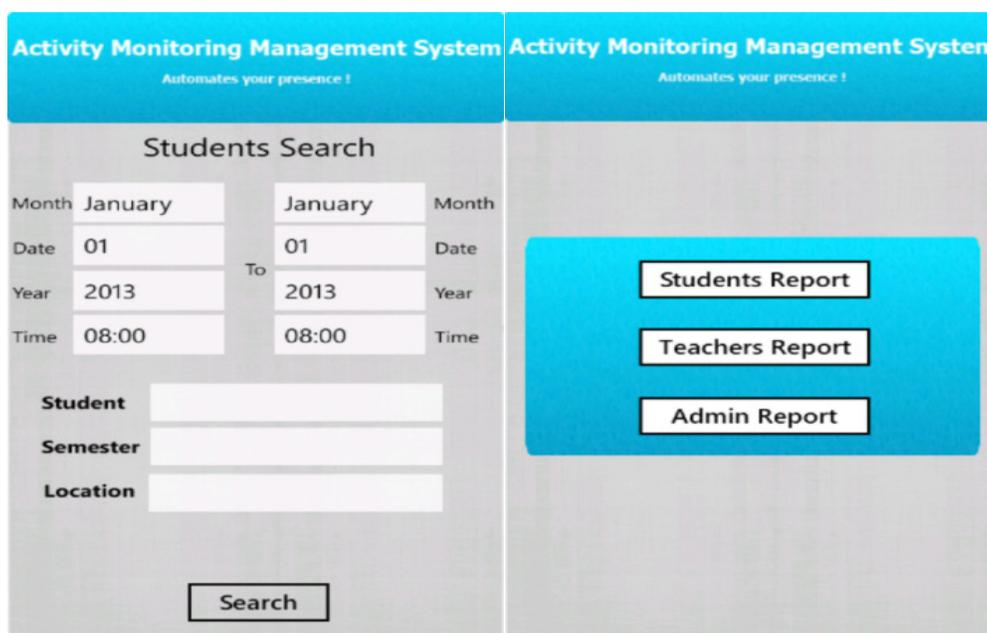 Activity Monitoring Management System
Automates your presence !
Students Search
Month January January Month
Date 01 01 Date
To
Year 2013 2013 Year
Time 08:00 08:00 Time
Student
Semester
Location
Search
Activity Monitoring Management System
Automates your presence !
Students Report
Teachers Report
Admin Report